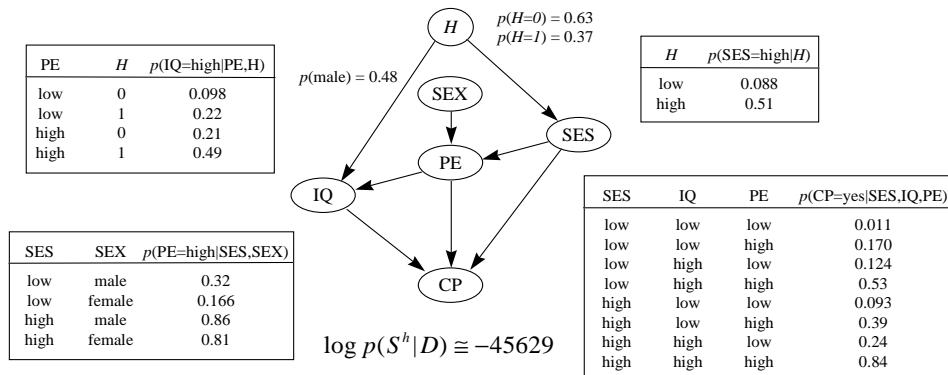 H
p(H=0) = 0.63
p(H=1) = 0.37
PE H p(IQ=high|PE,H)
low 0 0.098
low 1 0.22
high 0 0.21
high 1 0.49
H p(SES=high|H)
low 0.088
high 0.51
p(male) = 0.48
SEX
SES
PE
IQ
CP
SES SEX p(PE=high|SES,SEX)
low male 0.32
low female 0.166
high male 0.86
high female 0.81
SES IQ PE p(CP=yes|SES,IQ,PE)
low low low 0.011
low low high 0.170
low high low 0.124
low high high 0.53
high low low 0.093
high low high 0.39
high high low 0.24
high high high 0.84
log p(S^h|D) ≅ −45629